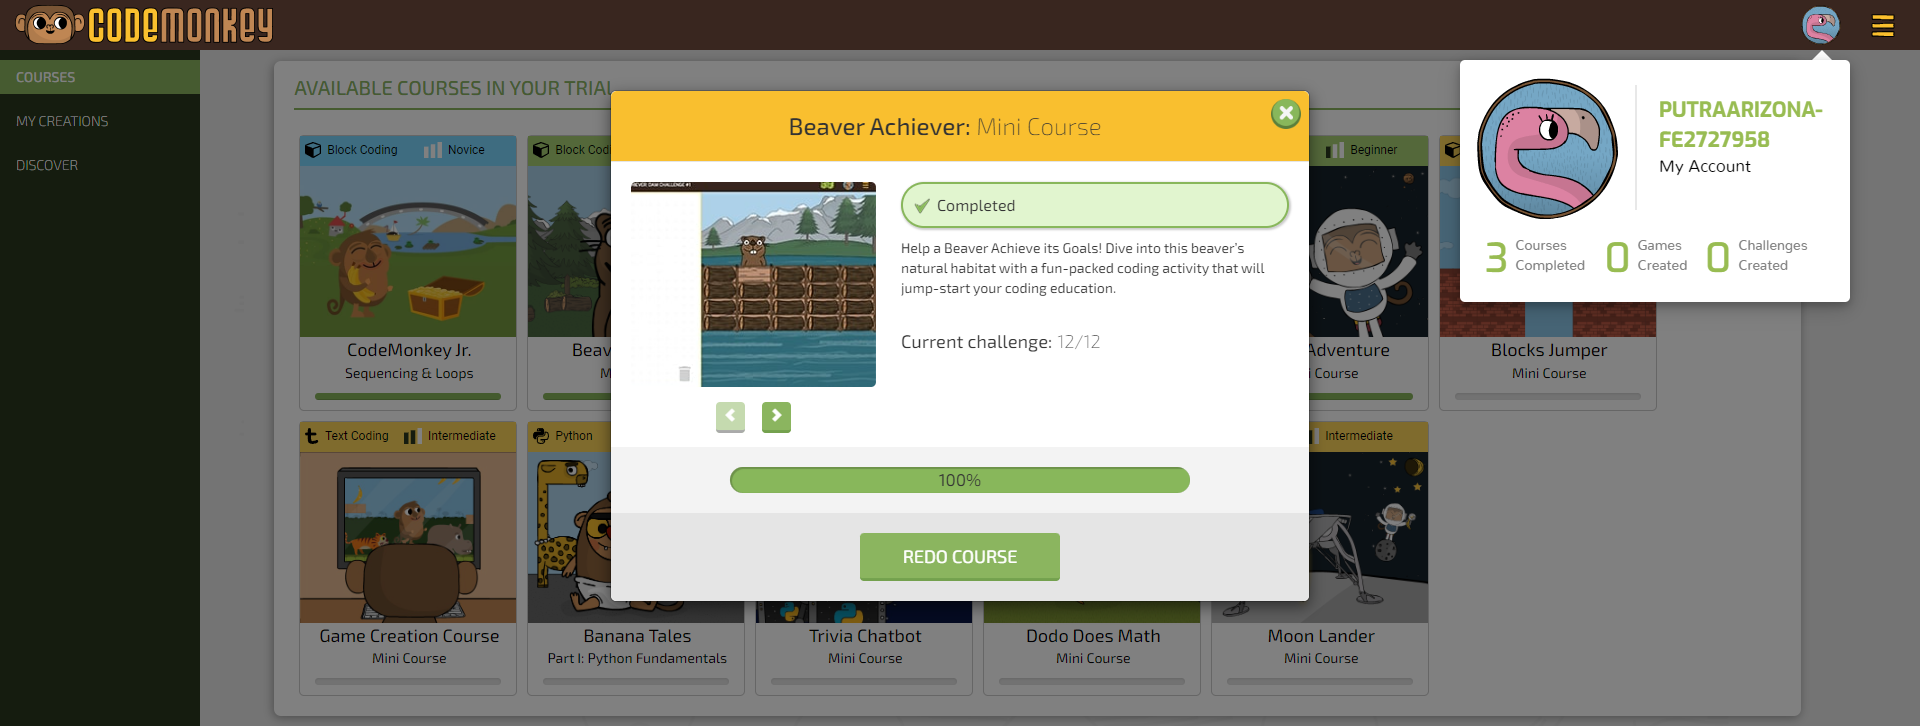 CODEMONKEY
COURSES
MY CREATIONS
DISCOVER
AVAILABLE COURSES IN YOUR TRIAL
Block Coding Novice
CodeMonkey Jr.
Sequencing & Loops
Block Cod
Beav
M
Beginner
Adventure
Course
Blocks Jumper
Mini Course
Text Coding Intermediate
Game Creation Course
Mini Course
Python
Banana Tales
Part I: Python Fundamentals
Trivia Chatbot
Mini Course
Dodo Does Math
Mini Course
Intermediate
Moon Lander
Mini Course
Beaver Achiever: Mini Course
IEVER: DAM CHALLENGE #1
Completed
Help a Beaver Achieve its Goals! Dive into this beaver's
natural habitat with a fun-packed coding activity that will
jump-start your coding education.
Current challenge: 12/12
100%
REDO COURSE
PUTRAARIZONA-
FE2727958
My Account
3 Courses Completed
0 Games Created
0 Challenges Created